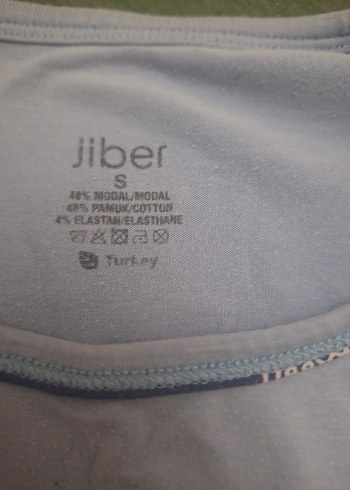 jiber
S
48% MODAL/MODAL
48% PAMUK/COTTON
4% ELASTAN/ELASTHANE
Turkey